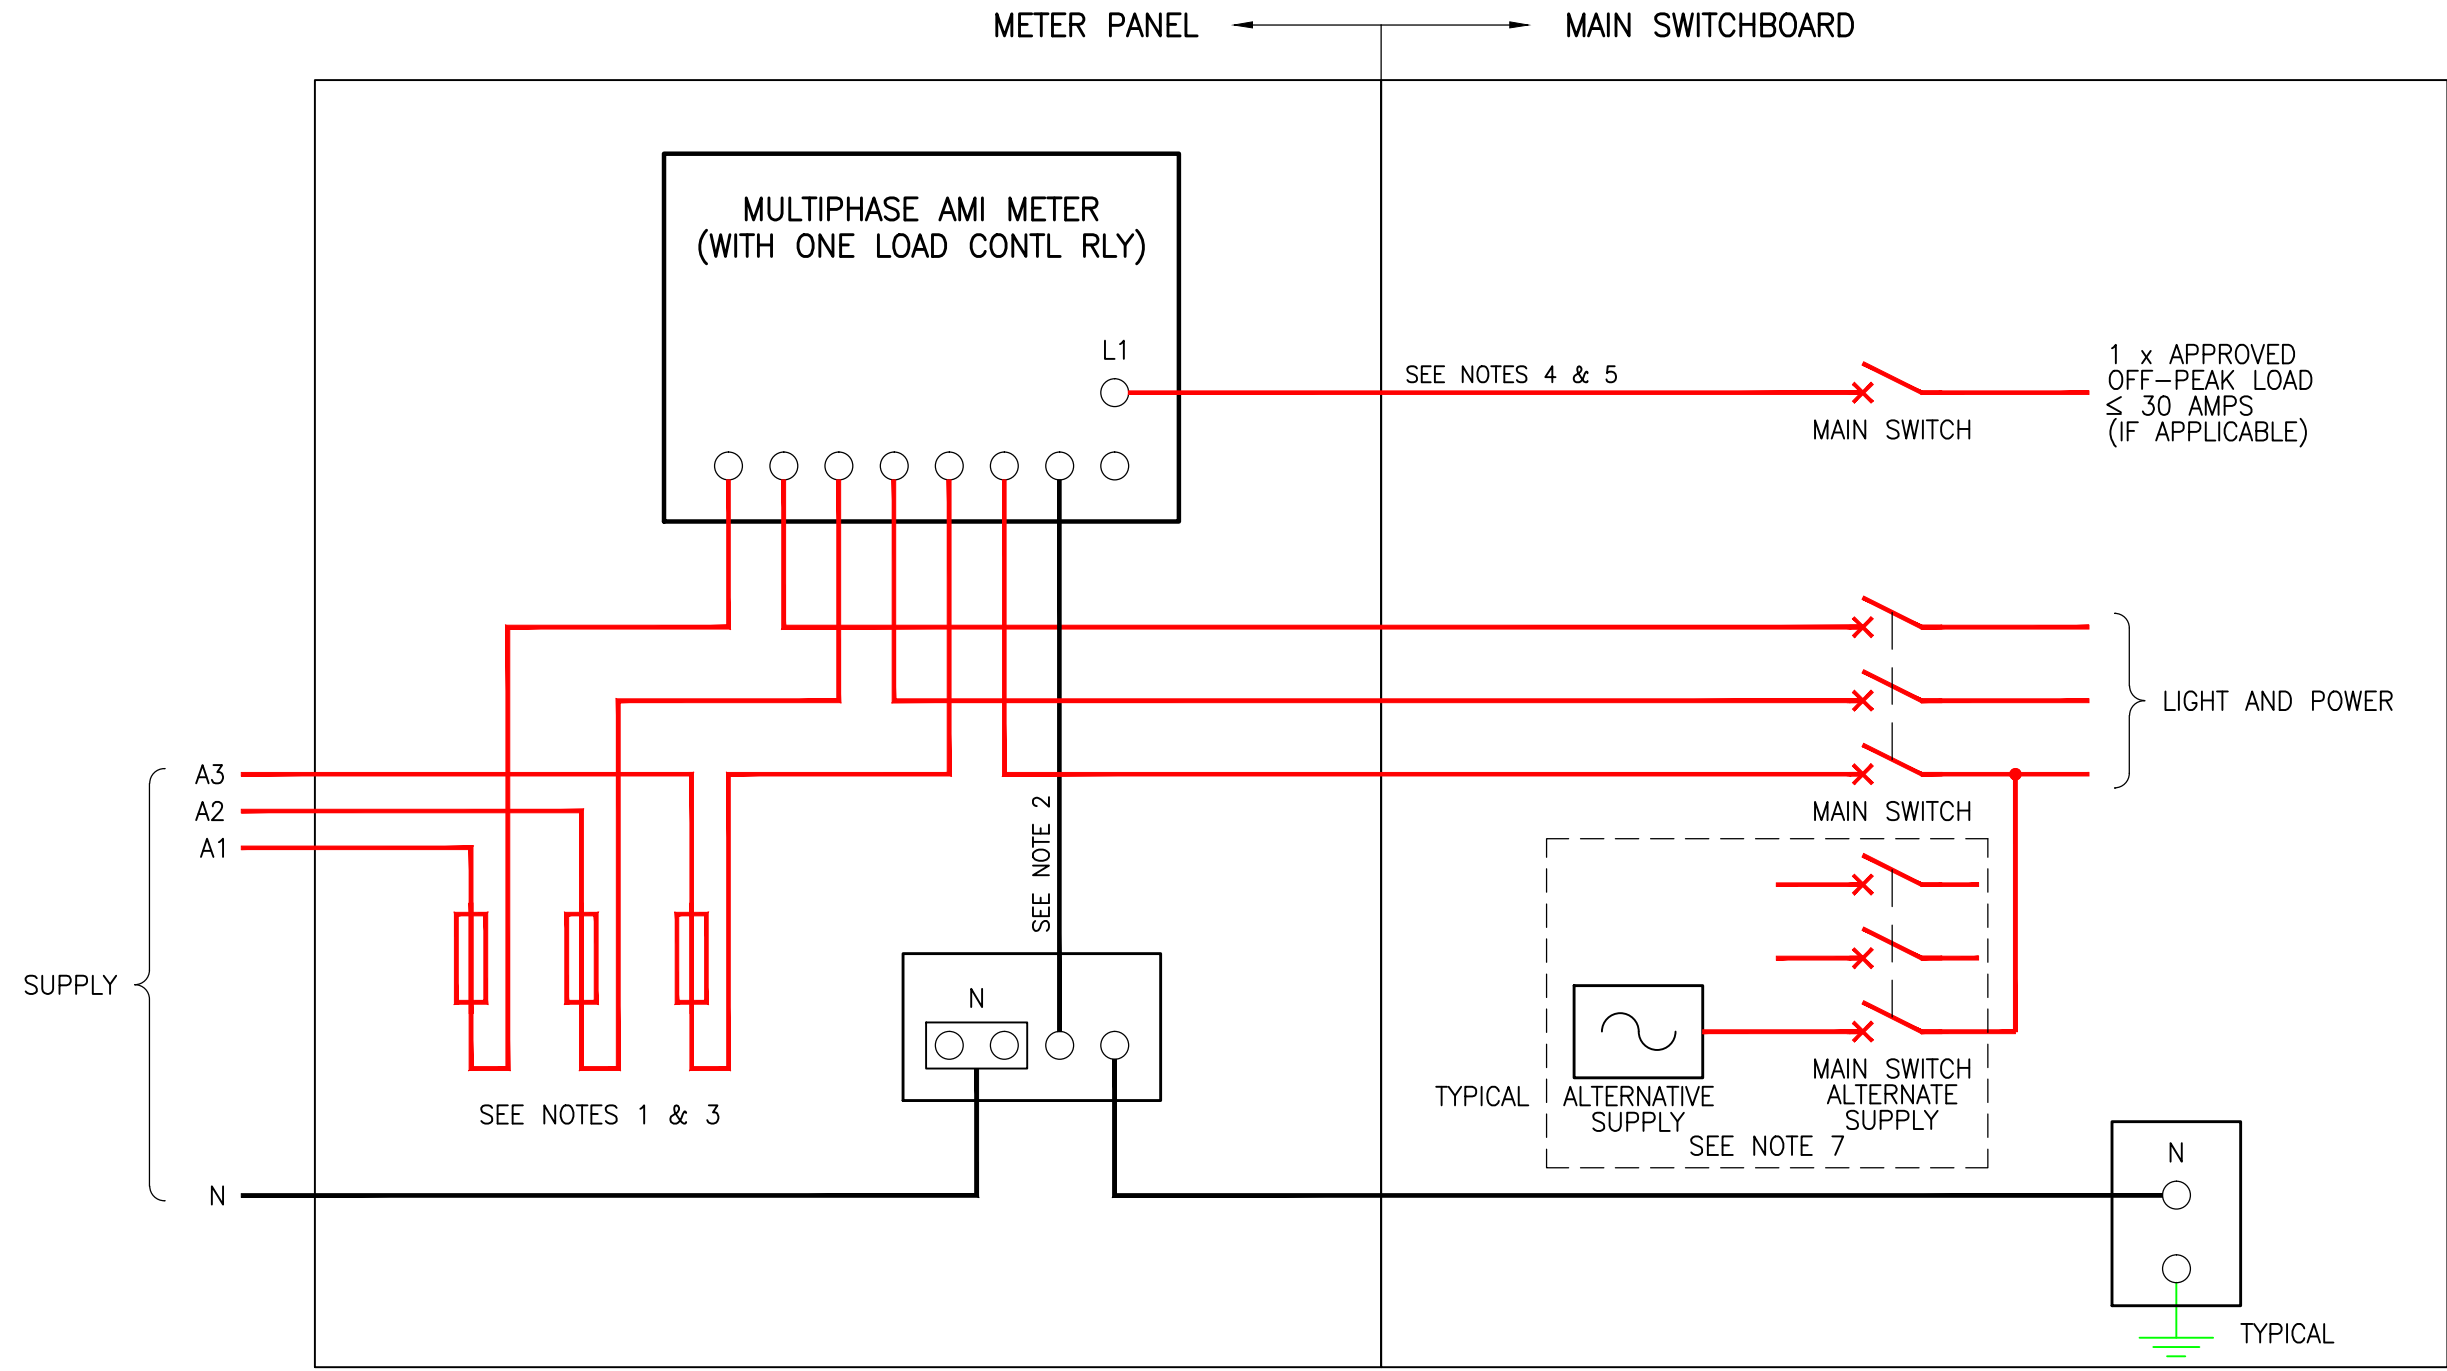 METER PANEL
MAIN SWITCHBOARD
MULTIPHASE AMI METER
(WITH ONE LOAD CONTL RLY)
L1
SEE NOTES 4 & 5
MAIN SWITCH
1 x APPROVED
OFF-PEAK LOAD
≤ 30 AMPS
(IF APPLICABLE)
LIGHT AND POWER
A3
A2
A1
SUPPLY
N
SEE NOTES 1 & 3
SEE NOTE 2
N
MAIN SWITCH
TYPICAL
ALTERNATIVE
SUPPLY
MAIN SWITCH
ALTERNATE
SUPPLY
SEE NOTE 7
N
TYPICAL